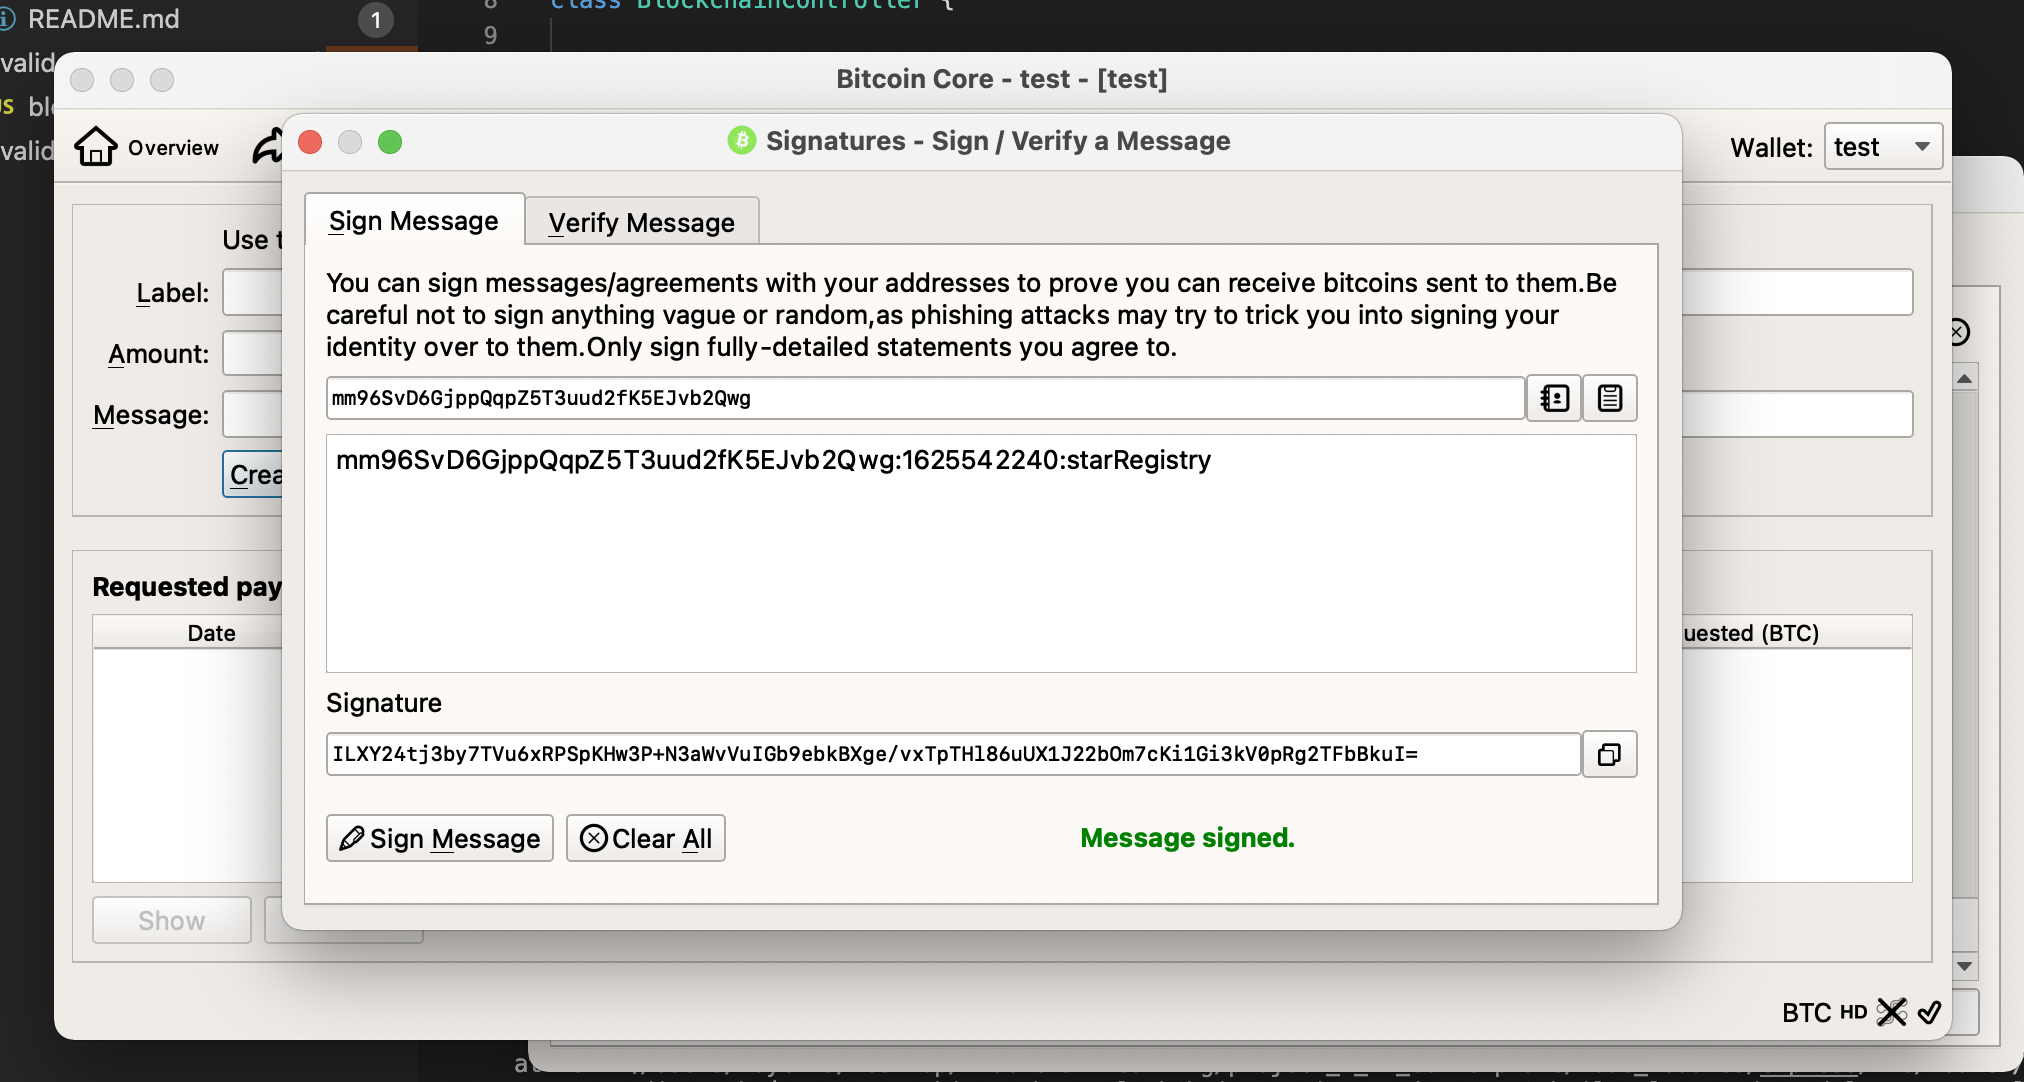 README.md
1
8
9
class BlockchainController {
valid
JS
valid
Bitcoin Core - test - [test]
Overview
Wallet:
test
Signatures - Sign / Verify a Message
Sign Message
Verify Message
You can sign messages/agreements with your addresses to prove you can receive bitcoins sent to them.Be
careful not to sign anything vague or random,as phishing attacks may try to trick you into signing your
identity over to them.Only sign fully-detailed statements you agree to.
mm96SvD6GjppQqpZ5T3uud2fK5EJvb2Qwg
mm96SvD6GjppQqpZ5T3uud2fK5EJvb2Qwg:1625542240:starRegistry
Signature
ILXY24tj3by7TVu6xRPSpKHw3P+N3aWvVuIGb9ebkBXge/vxTpTHl86uUX1J22bOm7cKi1Gi3kV0pRg2TFbBkuI=
Sign Message
Clear All
Message signed.
Use
Label:
Amount:
Message:
Crea
Requested pay
Date
uested (BTC)
Show
BTC HD